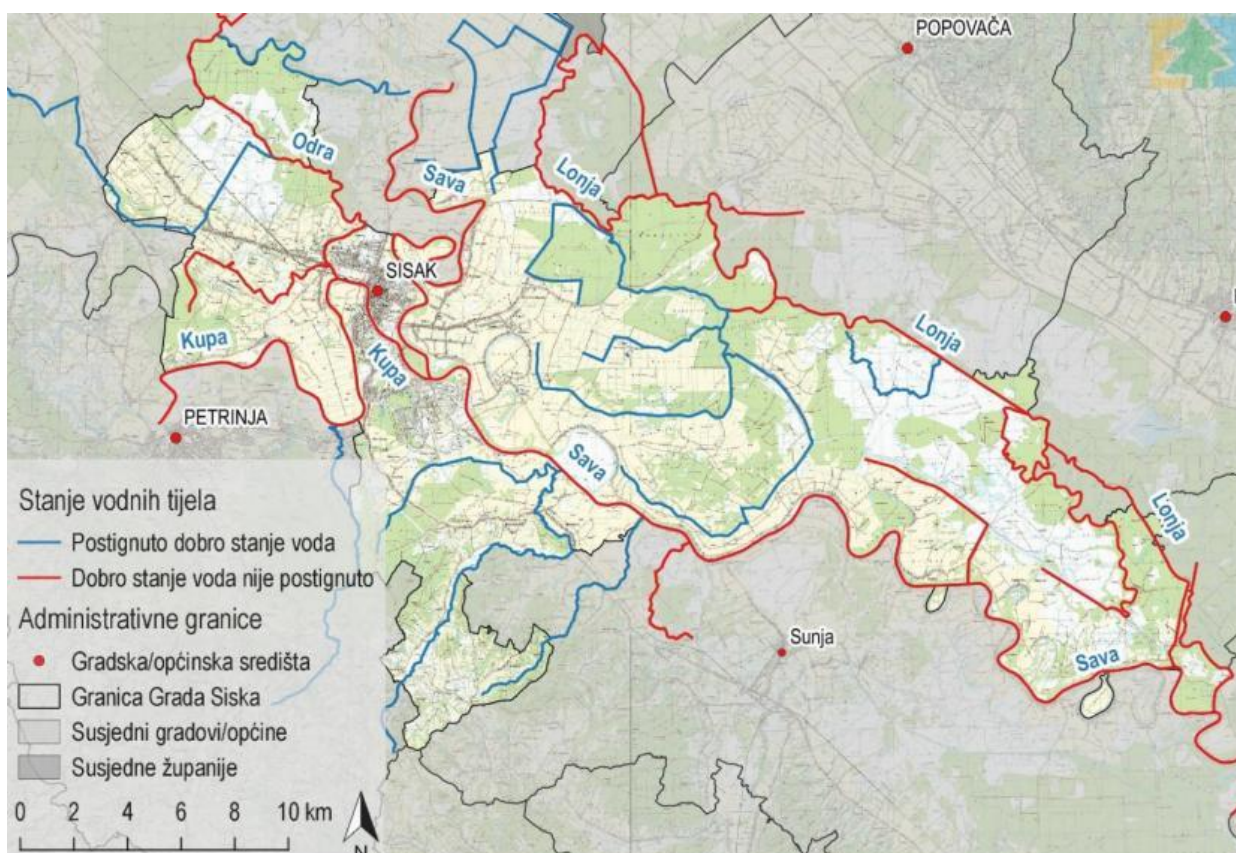 POPOVAČA
Odra
Sava
Lonja
SISAK
Kupa
Kupa
Lonja
PETRINJA
Sava
Lonja
Sunja
Sava
Stanje vodnih tijela
Postignuto dobro stanje voda
Dobro stanje voda nije postignuto
Administrativne granice
Gradska/općinska središta
Granica Grada Siska
Susjedni gradovi/općine
Susjedne županije
0 2 4 6 8 10 km
N